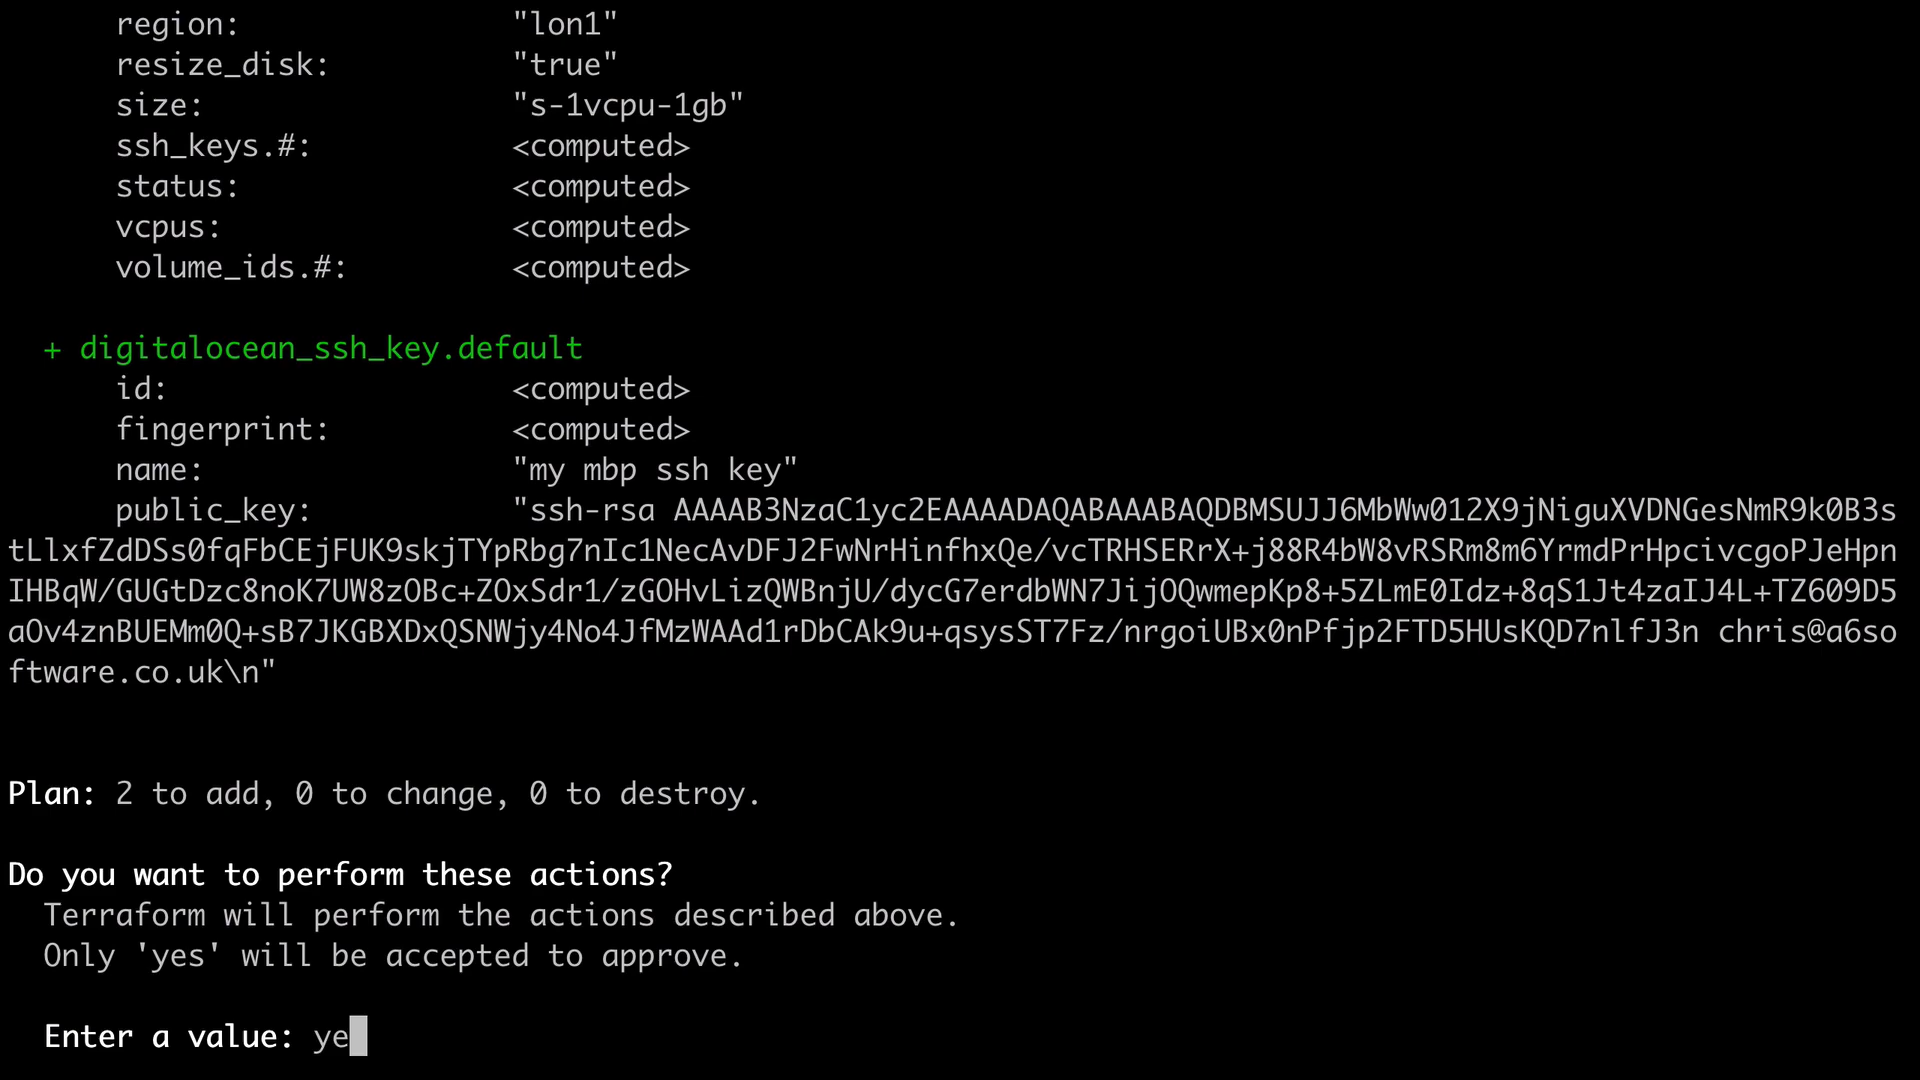 region: "lon1"
resize_disk: "true"
size: "s-1vcpu-1gb"
ssh_keys.#: <computed>
status: <computed>
vcpus: <computed>
volume_ids.#: <computed>
+ digitalocean_ssh_key.default
id: <computed>
fingerprint: <computed>
name: "my mbp ssh key"
public_key: "ssh-rsa AAAAB3NzaC1yc2EAAAADAQABAAABAQDBMSUJJ6MbWw012X9jNiguXVDNGesNmR9k0B3s
tLlxfZdDSs0fqFbCEjFUK9skjTYpRbg7nIc1NecAvDFJ2FwNrHinfhxQe/vcTRHSERrX+j88R4bW8vRSRm8m6YrmdPrHpcivcgoPJeHpn
IHBqW/GUGtDzc8noK7UW8zOBc+ZOxSdr1/zGOHvLizQWBnjU/dycG7erdbWN7JijOQwmepKp8+5ZLmE0Idz+8qS1Jt4zaIJ4L+TZ609D5
aOv4znBUEMm0Q+sB7JKGBXDxQSNWjy4No4JfMzWAAd1rDbCAk9u+qsysST7Fz/nrgoiUBx0nPfjp2FTD5HUsKQD7nlfJ3n chris@a6so
ftware.co.uk\n"
Plan: 2 to add, 0 to change, 0 to destroy.
Do you want to perform these actions?
Terraform will perform the actions described above.
Only 'yes' will be accepted to approve.
Enter a value: ye